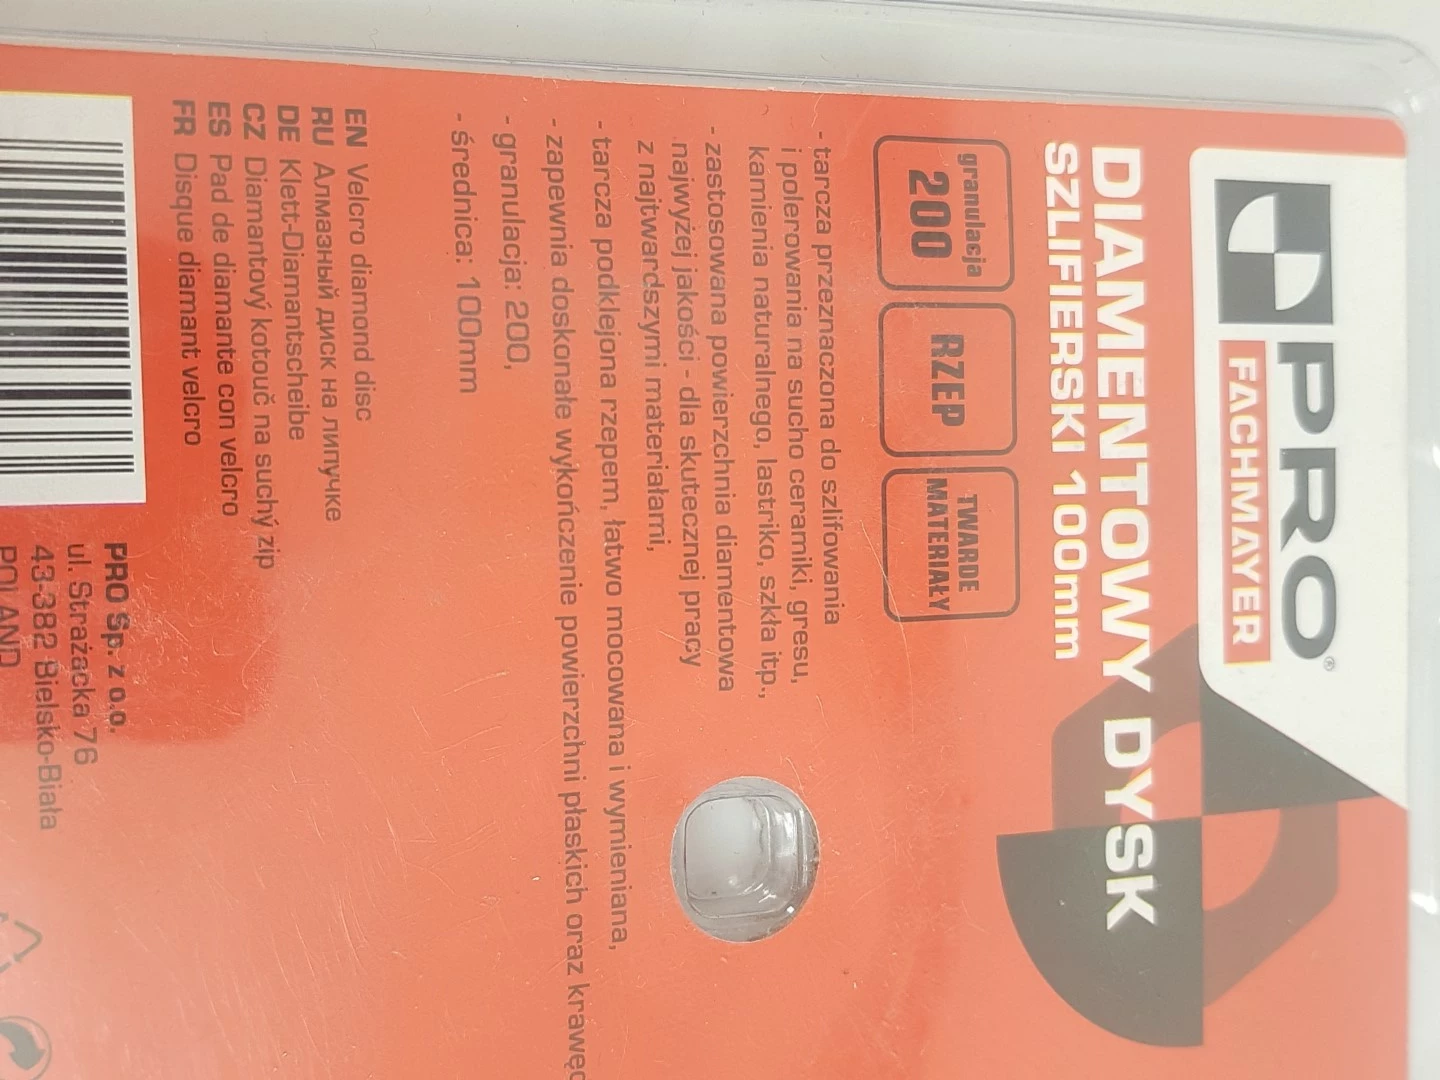 PRO®
FACHMAYER
DIAMENTOWY DYSK
SZLIFIERSKI 100mm
granulacja
200
RZEP
TWARDE
MATERIAŁY
- tarcza przeznaczona do szlifowania
i polerowania na sucho ceramiki, gresu,
kamienia naturalnego, lastriko, szkła itp.,
- zastosowana powierzchnia diamentowa
najwyżej jakości - dla skutecznej pracy
z najtwardszymi materiałami,
- tarcza podklejona rzepem, łatwo mocowana i wymieniana,
- zapewnia doskonałe wykończenie powierzchni płaskich oraz krawęd
- granulacja: 200,
- średnica: 100mm
EN Velcro diamond disc
RU Алмазный диск на липучке
DE Klett-Diamantscheibe
CZ Diamantový kotouč na suchý zip
ES Pad de diamante con velcro
FR Disque diamant velcro
PRO Sp. z o.o.
ul. Strażacka 76
43-382 Bielsko-Biała
POLAND